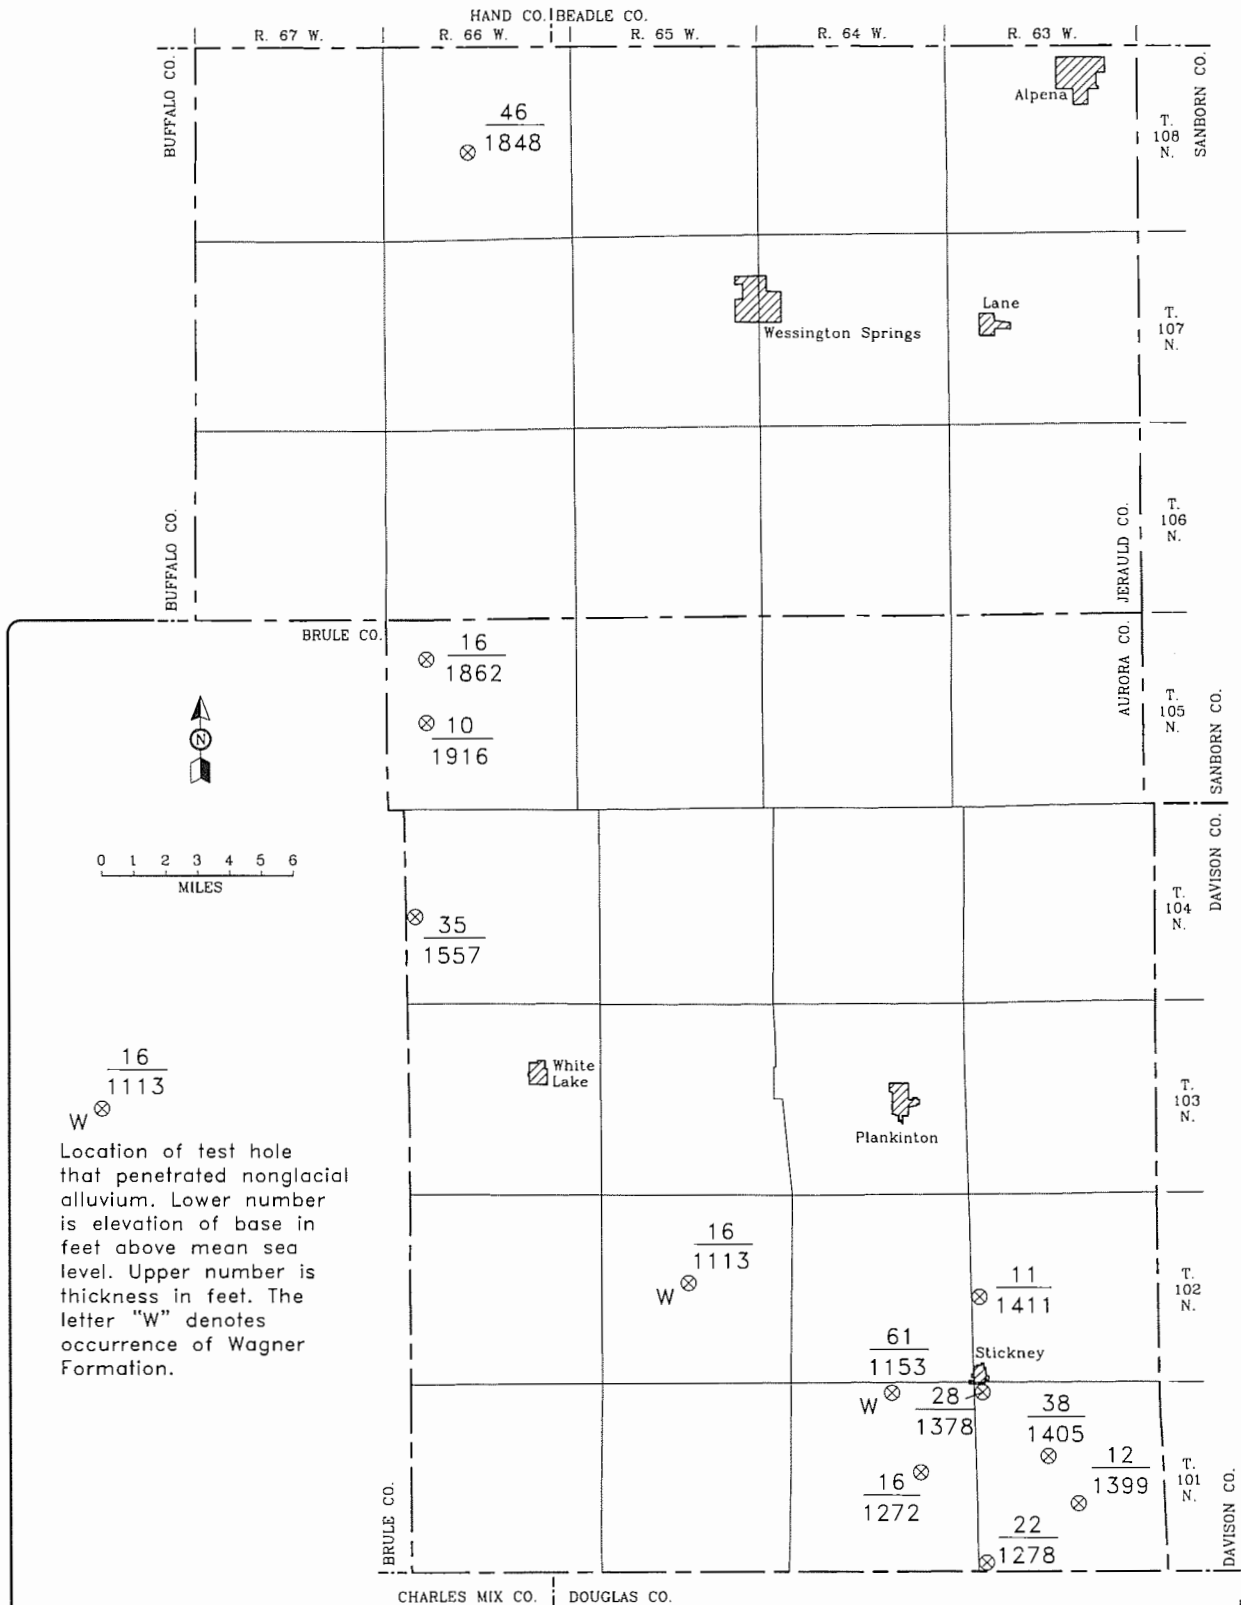 HAND CO. BEADLE CO.
R. 67 W. R. 66 W. R. 65 W. R. 64 W. R. 63 W.
BUFFALO CO.
SANBORN CO.
Alpena
T.
108
N.
46
1848
Wessington Springs
Lane
T.
107
N.
BUFFALO CO.
JERAULD CO.
T.
106
N.
BRULE CO.
16
1862
AURORA CO.
10
1916
T.
105
N.
SANBORN CO.
N
0 1 2 3 4 5 6
MILES
DAVISON CO.
35
1557
T.
104
N.
White
Lake
Plankinton
T.
103
N.
16
1113
W
Location of test hole
that penetrated nonglacial
alluvium. Lower number
is elevation of base in
feet above mean sea
level. Upper number is
thickness in feet. The
letter "W" denotes
occurrence of Wagner
Formation.
16
1113
W
11
1411
T.
102
N.
Stickney
61
1153
W
28
1378
38
1405
12
1399
16
1272
22
1278
T.
101
N.
BRULE CO.
DAVISON CO.
CHARLES MIX CO. DOUGLAS CO.